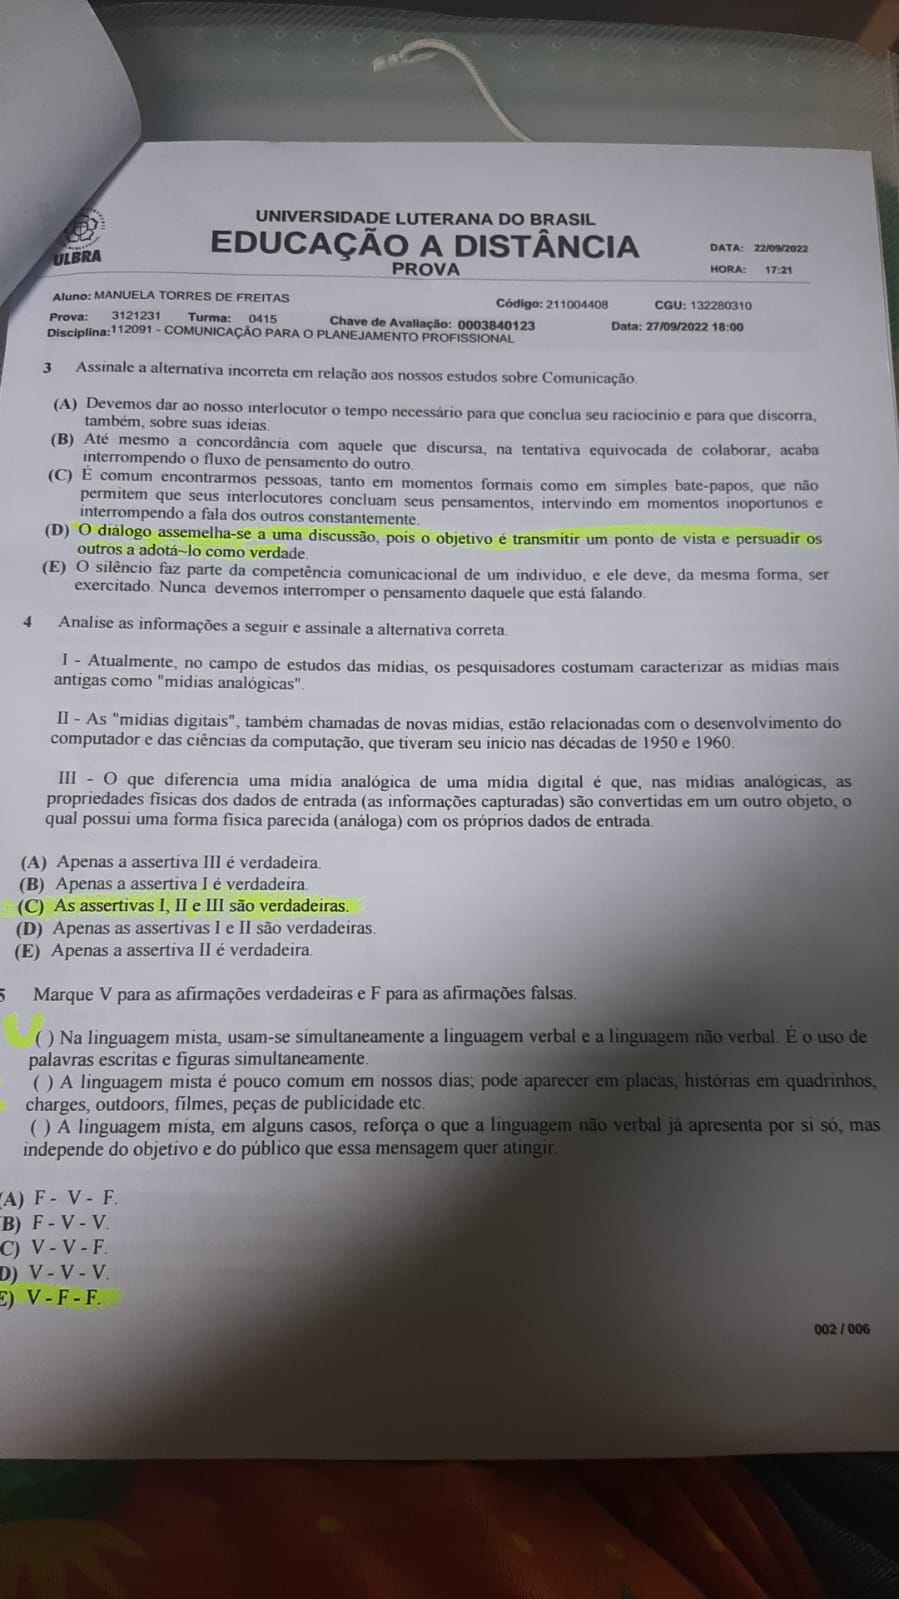 UNIVERSIDADE LUTERANA DO BRASIL
EDUCAÇÃO A DISTÂNCIA
PROVA
ULBRA
DATA: 22/09/2022
HORA: 17:21
Aluno: MANUELA TORRES DE FREITAS
Código: 211004408 CGU: 132280310
Prova: 3121231 Turma: 0415 Chave de Avaliação: 0003840123 Data: 27/09/2022 18:00
Disciplina:112091 - COMUNICAÇÃO PARA O PLANEJAMENTO PROFISSIONAL
3 Assinale a alternativa incorreta em relação aos nossos estudos sobre Comunicação.
(A) Devemos dar ao nosso interlocutor o tempo necessário para que conclua seu raciocínio e para que discorra,
também, sobre suas ideias.
(B) Até mesmo a concordância com aquele que discursa, na tentativa equivocada de colaborar, acaba
interrompendo o fluxo de pensamento do outro.
(C) É comum encontrarmos pessoas, tanto em momentos formais como em simples bate-papos, que não
permitem que seus interlocutores concluam seus pensamentos, intervindo em momentos inoportunos e
interrompendo a fala dos outros constantemente.
(D) O diálogo assemelha-se a uma discussão, pois o objetivo é transmitir um ponto de vista e persuadir os
outros a adotá~lo como verdade.
(E) O silêncio faz parte da competência comunicacional de um indivíduo, e ele deve, da mesma forma, ser
exercitado. Nunca devemos interromper o pensamento daquele que está falando.
4 Analise as informações a seguir e assinale a alternativa correta.
I - Atualmente, no campo de estudos das mídias, os pesquisadores costumam caracterizar as mídias mais
antigas como "mídias analógicas".
II - As "mídias digitais", também chamadas de novas mídias, estão relacionadas com o desenvolvimento do
computador e das ciências da computação, que tiveram seu início nas décadas de 1950 e 1960.
III - O que diferencia uma mídia analógica de uma mídia digital é que, nas mídias analógicas, as
propriedades físicas dos dados de entrada (as informações capturadas) são convertidas em um outro objeto, o
qual possui uma forma física parecida (análoga) com os próprios dados de entrada.
(A) Apenas a assertiva III é verdadeira.
(B) Apenas a assertiva I é verdadeira.
(C) As assertivas I, II e III são verdadeiras.
(D) Apenas as assertivas I e II são verdadeiras.
(E) Apenas a assertiva II é verdadeira.
5 Marque V para as afirmações verdadeiras e F para as afirmações falsas.
( ) Na linguagem mista, usam-se simultaneamente a linguagem verbal e a linguagem não verbal. É o uso de
palavras escritas e figuras simultaneamente.
( ) A linguagem mista é pouco comum em nossos dias; pode aparecer em placas, histórias em quadrinhos,
charges, outdoors, filmes, peças de publicidade etc.
( ) A linguagem mista, em alguns casos, reforça o que a linguagem não verbal já apresenta por si só, mas
independe do objetivo e do público que essa mensagem quer atingir.
(A) F - V - F.
B) F - V - V.
C) V - V - F.
D) V - V - V.
E) V - F - F.
002 / 006